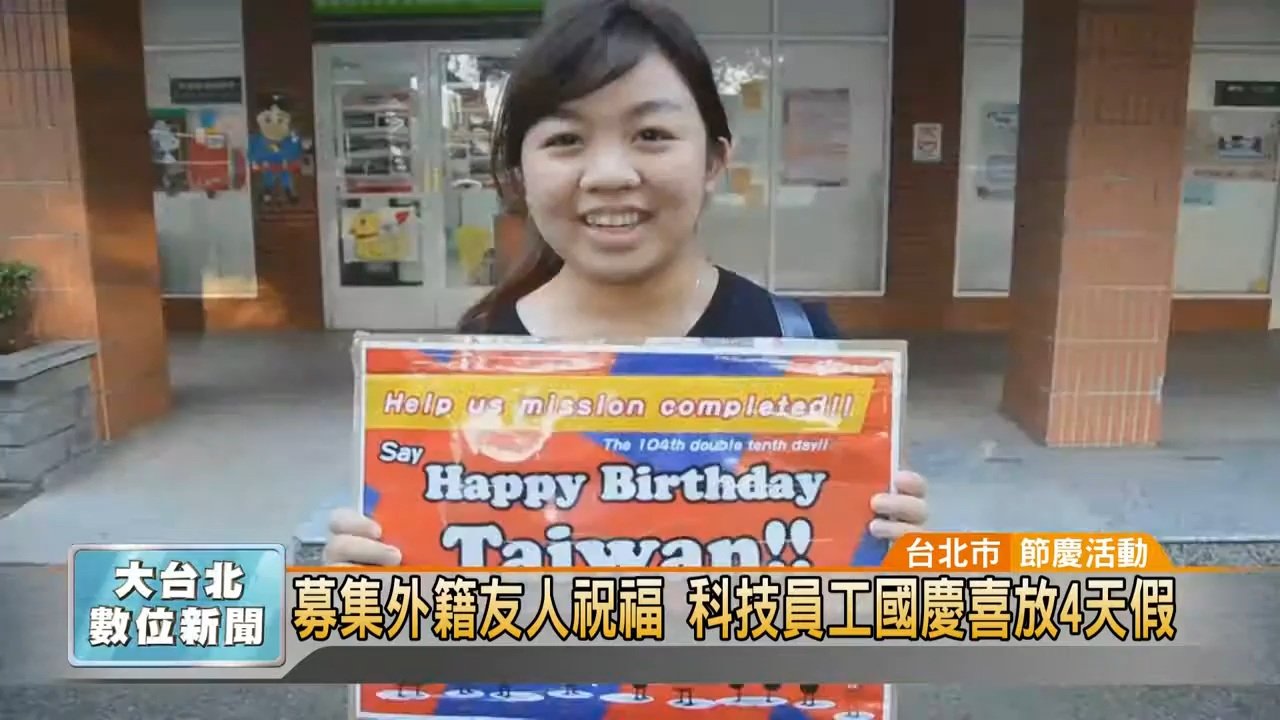 Help us mission completed!!
The 104th double tenth day!!
Say
Happy Birthday
Taiwan!!
台北市 節慶活動
大台北
數位新聞
募集外籍友人祝福 科技員工國慶喜放4天假